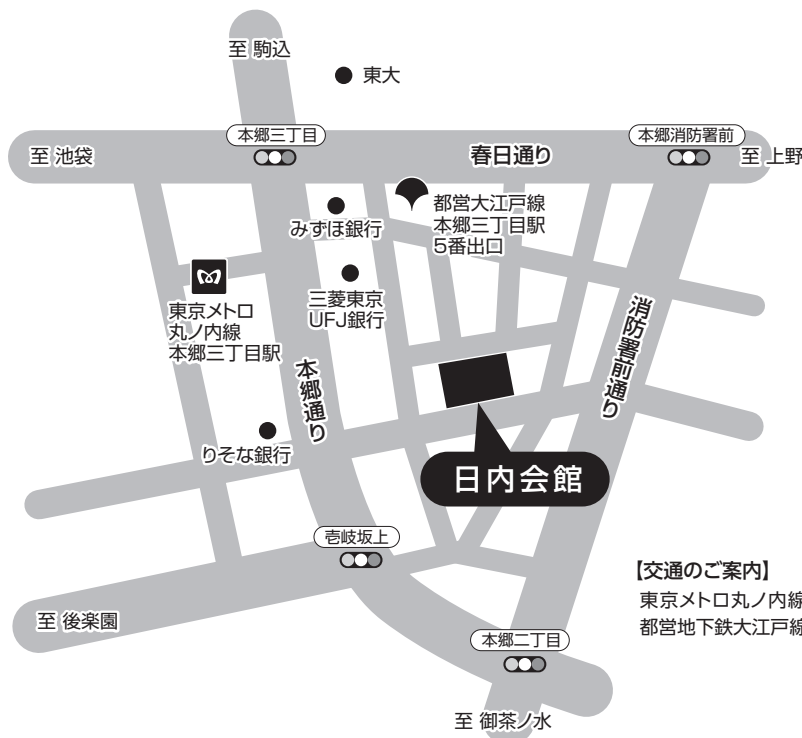 至 駒込
東大
本郷三丁目
本郷消防署前
至 池袋
春日通り
至 上野
みずほ銀行
都営大江戸線
本郷三丁目駅
5番出口
三菱東京
UFJ銀行
東京メトロ
丸ノ内線
本郷三丁目駅
消防署前通り
本郷通り
りそな銀行
日内会館
壱岐坂上
【交通のご案内】
東京メトロ丸ノ内線
都営地下鉄大江戸線
至 後楽園
本郷二丁目
至 御茶ノ水